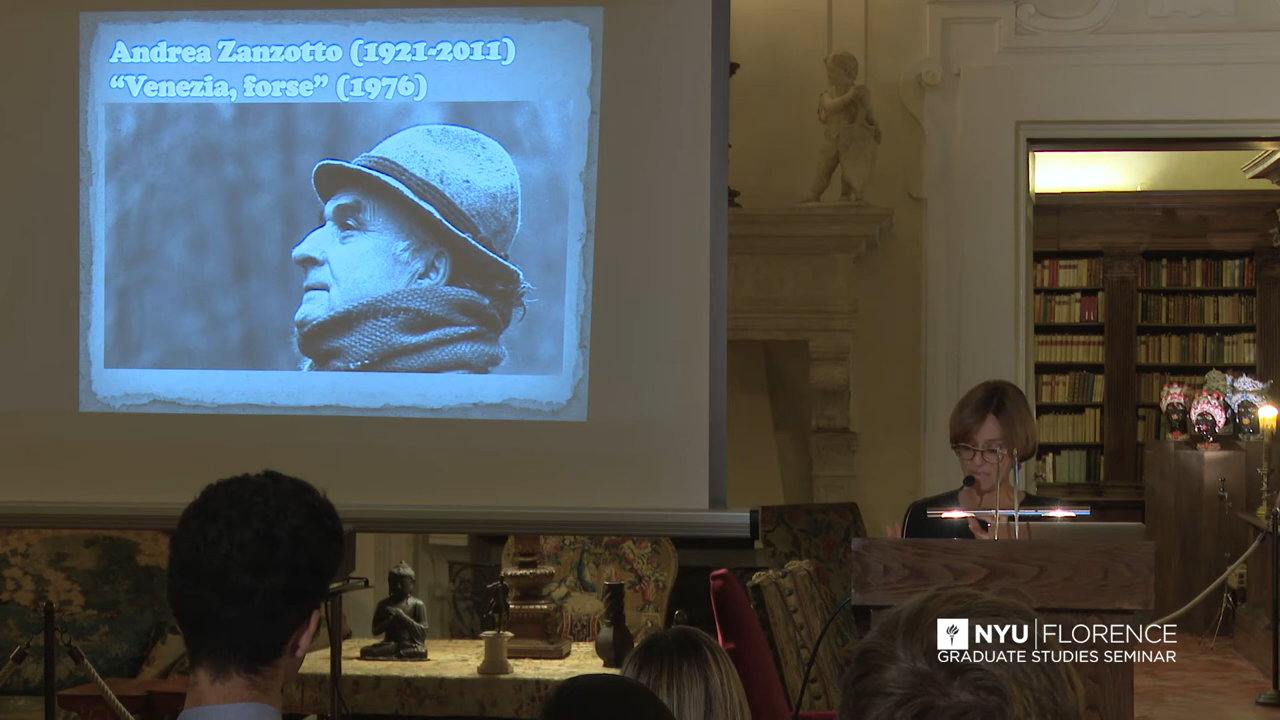 Andrea Zanzotto (1921-2011)
“Venezia, forse” (1976)
NYU FLORENCE
GRADUATE STUDIES SEMINAR